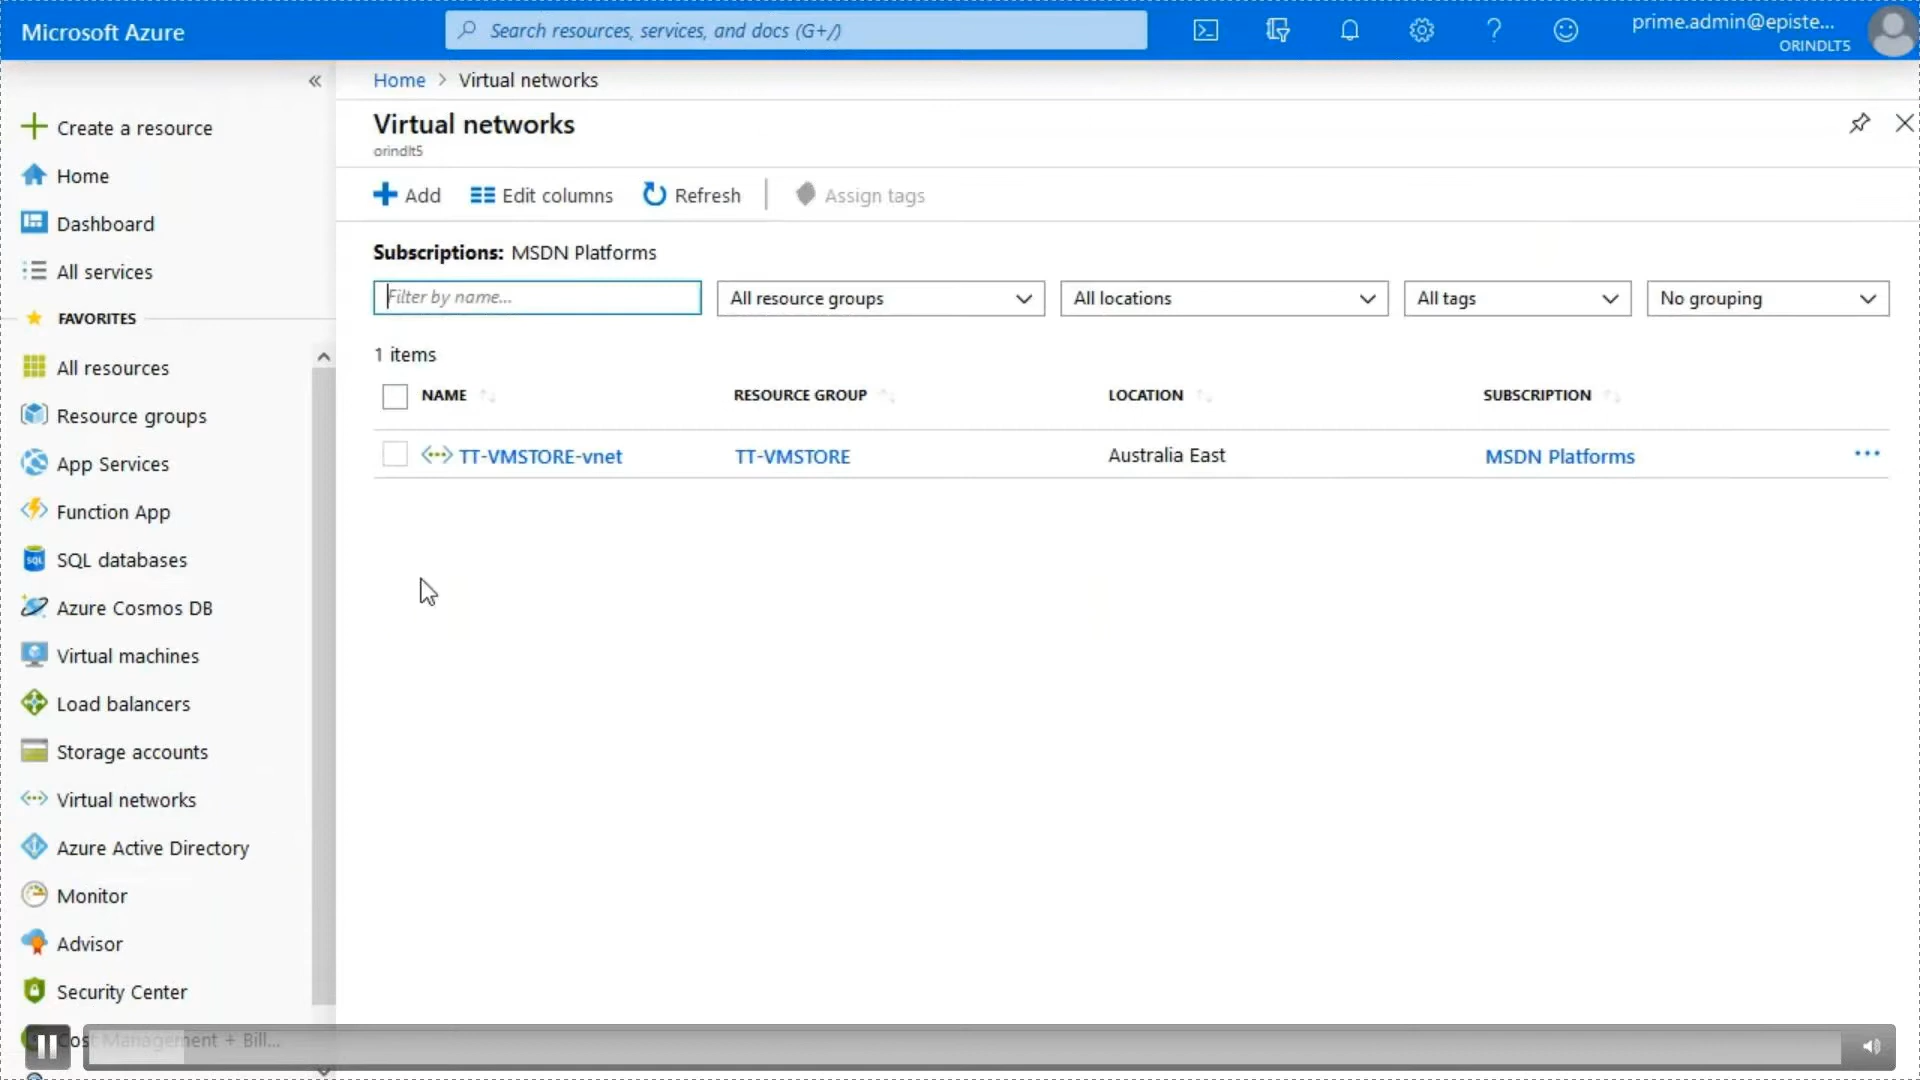 Microsoft Azure
Search resources, services, and docs (G+/)
prime.admin@episte...
ORINDLT5
Create a resource
Home
Dashboard
All services
FAVORITES
All resources
Resource groups
App Services
Function App
SQL databases
Azure Cosmos DB
Virtual machines
Load balancers
Storage accounts
Virtual networks
Azure Active Directory
Monitor
Advisor
Security Center
Cost Management + Bill...
Home > Virtual networks
Virtual networks
orindlt5
Add Edit columns Refresh Assign tags
Subscriptions: MSDN Platforms
Filter by name... All resource groups All locations All tags No grouping
1 items
NAME RESOURCE GROUP LOCATION SUBSCRIPTION
TT-VMSTORE-vnet TT-VMSTORE Australia East MSDN Platforms ...